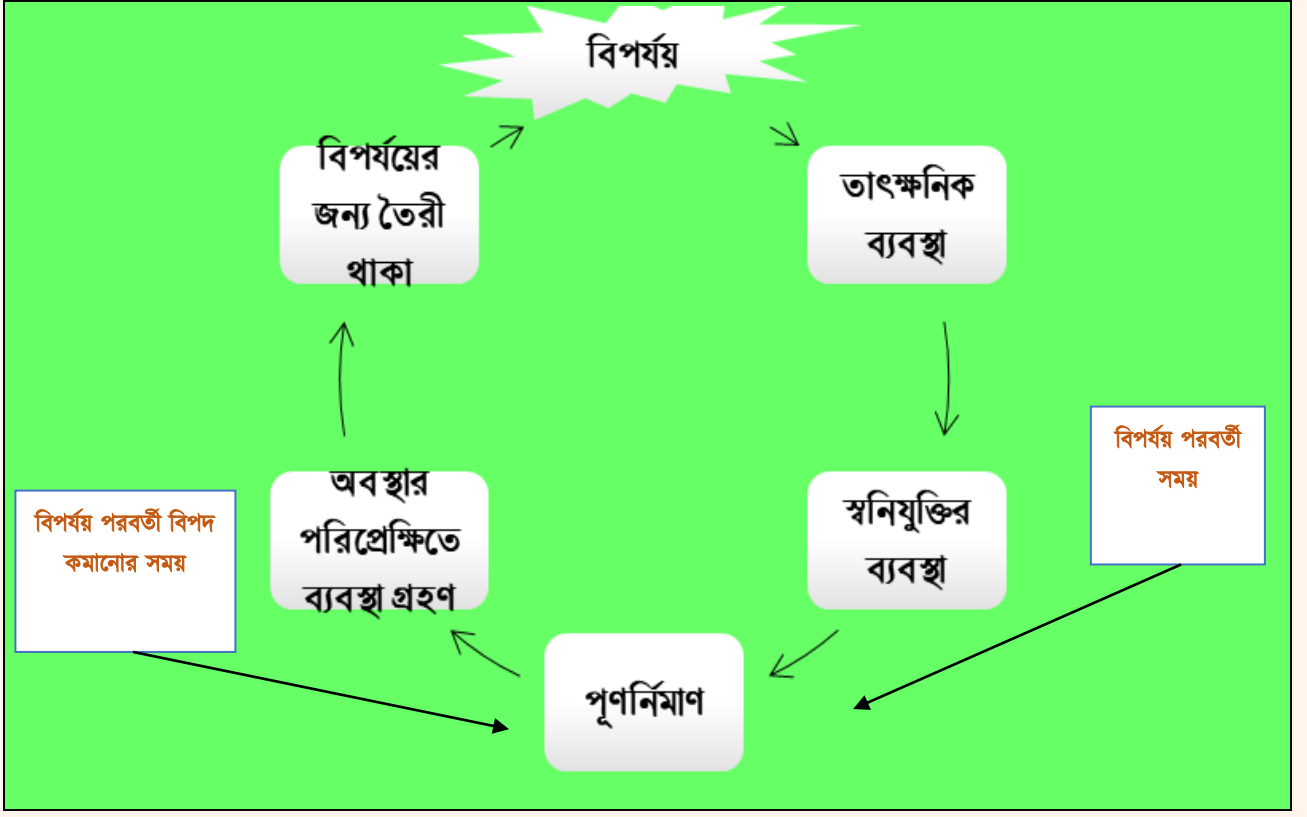 বিপর্যয়
বিপর্যয়ের
জন্য তৈরী
থাকা
তাৎক্ষনিক
ব্যবস্থা
বিপর্যয় পরবর্তী
সময়
অবস্থার
পরিপ্রেক্ষিতে
ব্যবস্থা গ্রহণ
স্বনিযুক্তির
ব্যবস্থা
বিপর্যয় পরবর্তী বিপদ
কমানোর সময়
পূণর্নিমাণ